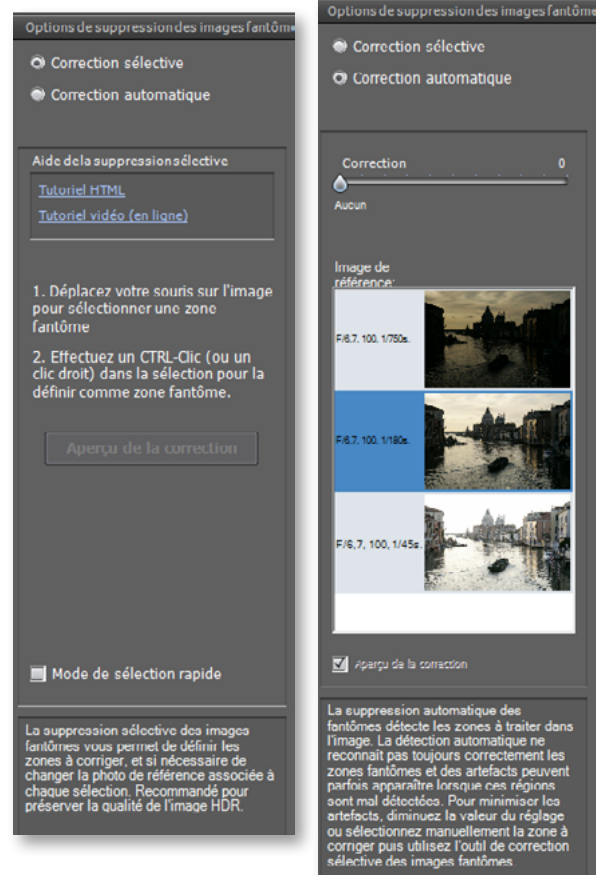 Options de suppression des images fantôm
Correction sélective
Correction automatique
Aide de la suppression sélective
Tutoriel HTML
Tutoriel vidéo (en ligne)
1. Déplacez votre souris sur l'image
pour sélectionner une zone
fantôme
2. Effectuez un CTRL-Clic (ou un
clic droit) dans la sélection pour la
définir comme zone fantôme.
Aperçu de la correction
Mode de sélection rapide
La suppression sélective des images
fantômes vous permet de définir les
zones à corriger, et si nécessaire de
changer la photo de référence associée à
chaque sélection. Recommandé pour
préserver la qualité de l'image HDR.
Options de suppression des images fantôme
Correction sélective
Correction automatique
Correction 0
Aucun
Image de
référence:
F/6.7, 100, 1/750s.
F/6.7, 100, 1/180s.
F/6,7, 100, 1/45s.
Aperçu de la correction
La suppression automatique des
fantômes détecte les zones à traiter dans
l'image. La détection automatique ne
reconnaît pas toujours correctement les
zones fantômes et des artefacts peuvent
parfois apparaître lorsque ces régions
sont mal détectées. Pour minimiser les
artefacts, diminuez la valeur du réglage
ou sélectionnez manuellement la zone à
corriger puis utilisez l'outil de correction
sélective des images fantômes